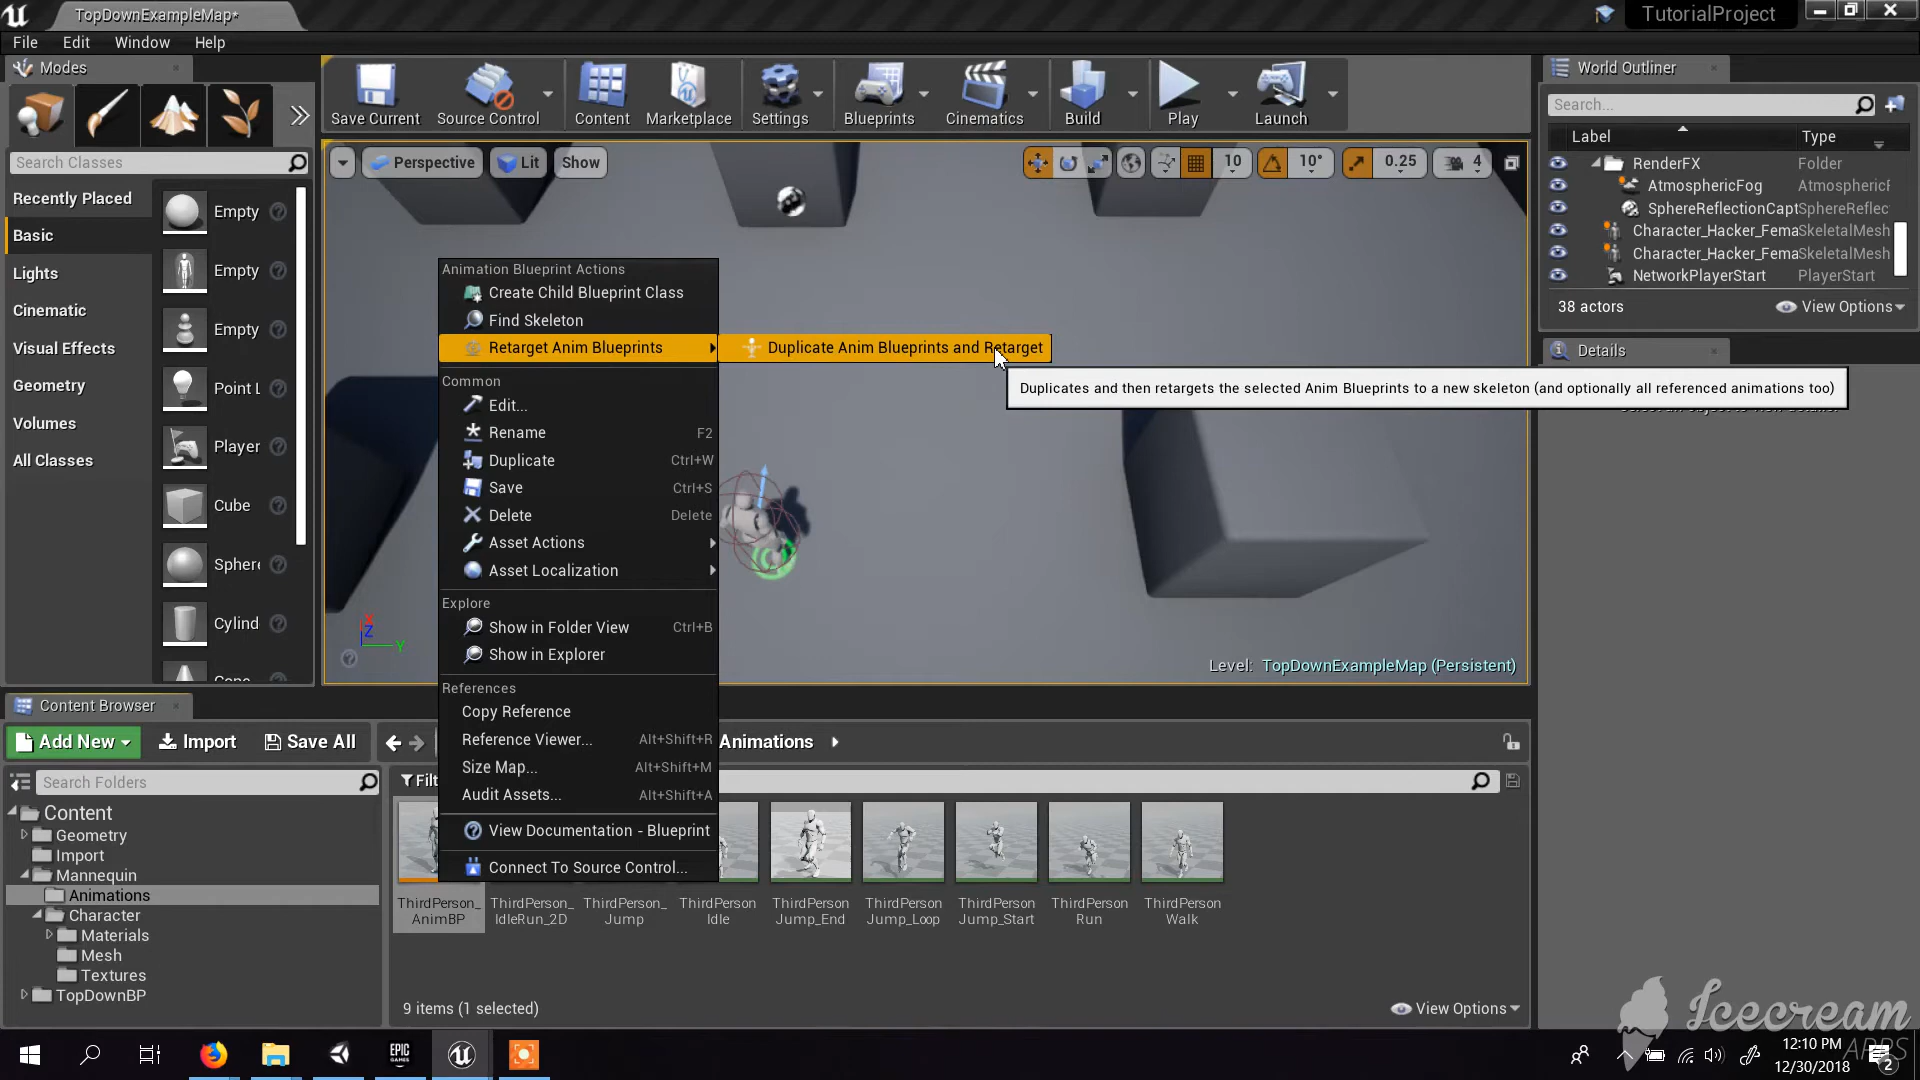 TopDownExampleMap*
TutorialProject
File Edit Window Help
Modes
Save Current
Source Control
Content
Marketplace
Settings
Blueprints
Cinematics
Build
Play
Launch
World Outliner
Search...
Label
Type
RenderFX Folder
AtmosphericFog Atmospherici
SphereReflectionCapt SphereReflec
Character_Hacker_Fema SkeletalMesh
Character_Hacker_Fema SkeletalMesh
NetworkPlayerStart PlayerStart
38 actors
View Options
Details
Search Classes
Recently Placed
Basic
Lights
Cinematic
Visual Effects
Geometry
Volumes
All Classes
Empty
Empty
Empty
Point L
Player
Cube
Sphere
Cylind
Perspective
Lit
Show
10
10°
0.25
4
Animation Blueprint Actions
Create Child Blueprint Class
Find Skeleton
Retarget Anim Blueprints
Duplicate Anim Blueprints and Retarget
Duplicates and then retargets the selected Anim Blueprints to a new skeleton (and optionally all referenced animations too)
Common
Edit...
Rename F2
Duplicate Ctrl+W
Save Ctrl+S
Delete Delete
Asset Actions
Asset Localization
Explore
Show in Folder View Ctrl+B
Show in Explorer
References
Copy Reference
Reference Viewer... Alt+Shift+R
Size Map... Alt+Shift+M
Audit Assets... Alt+Shift+A
View Documentation - Blueprint
Connect To Source Control...
X
Z
Y
Level: TopDownExampleMap (Persistent)
Content Browser
Add New
Import
Save All
Animations
Search Folders
Filt
Content
Geometry
Import
Mannequin
Animations
Character
Materials
Mesh
Textures
TopDownBP
ThirdPerson_
AnimBP
ThirdPerson_
IdleRun_2D
ThirdPerson_
Jump
ThirdPerson
Idle
ThirdPerson
Jump_End
ThirdPerson
Jump_Loop
ThirdPerson
Jump_Start
ThirdPerson
Run
ThirdPerson
Walk
9 items (1 selected)
View Options
Icecream
APPS
EPIC
GAMES
12:10 PM
12/30/2018
2